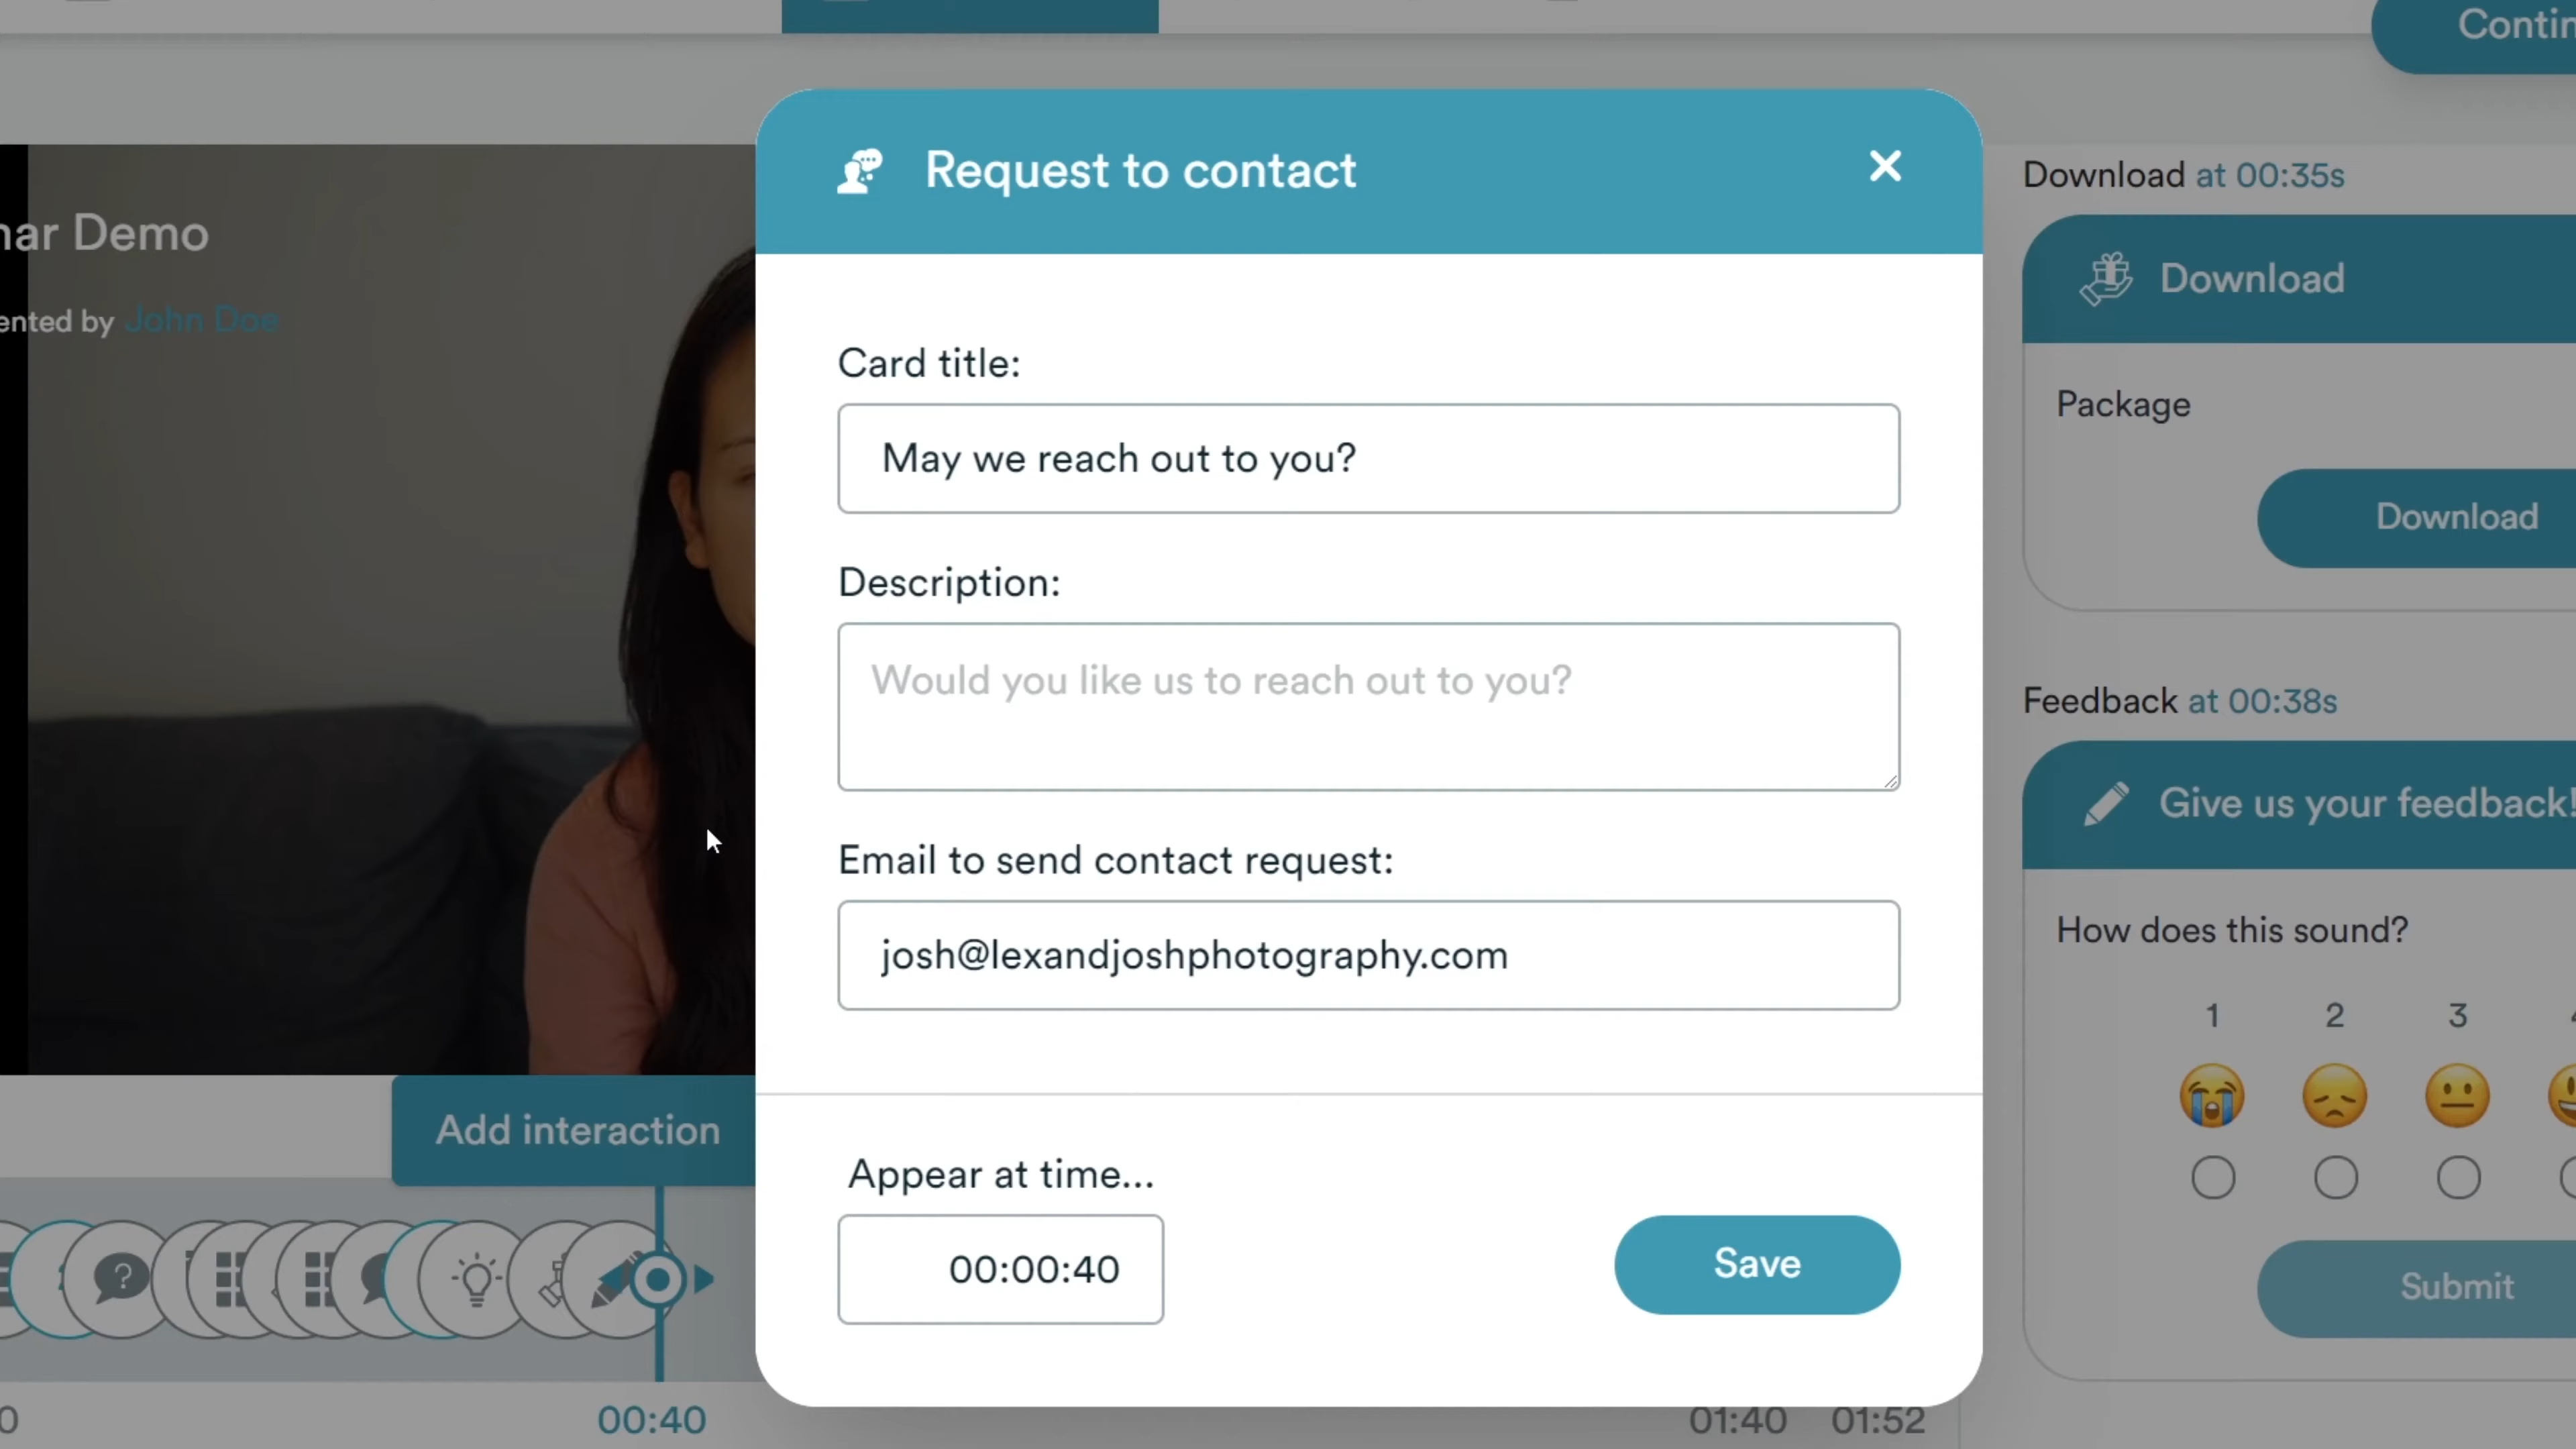 Contin
Request to contact
nar Demo
ented by John Doe
Card title:
May we reach out to you?
Description:
Would you like us to reach out to you?
Email to send contact request:
josh@lexandjoshphotography.com
Appear at time...
00:00:40
Save
Add interaction
?
0
00:40
01:40
01:52
Download at 00:35s
Download
Package
Download
Feedback at 00:38s
Give us your feedback!
How does this sound?
1 2 3 4
Submit